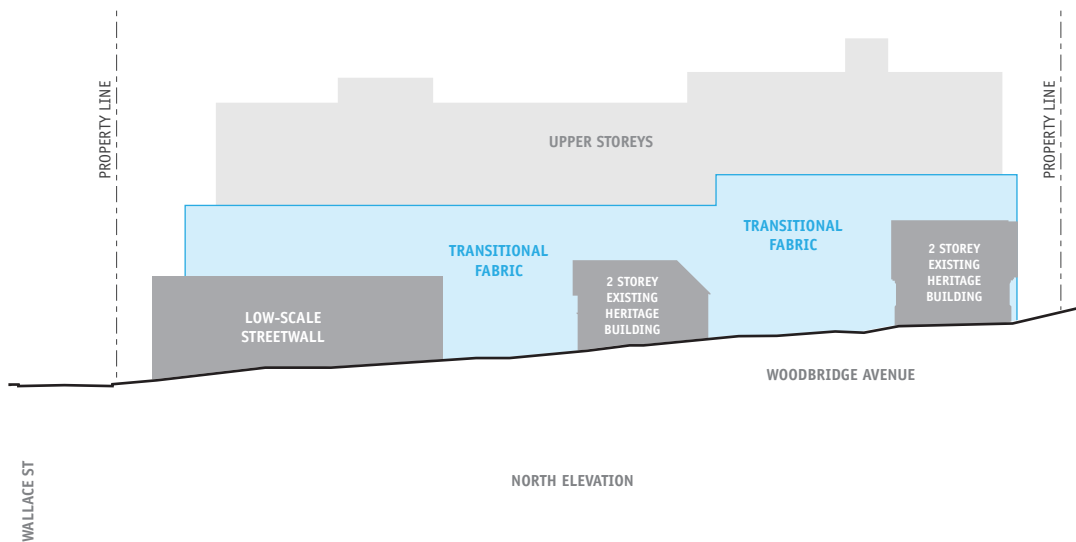 PROPERTY LINE
PROPERTY LINE
UPPER STOREYS
TRANSITIONAL
FABRIC
TRANSITIONAL
FABRIC
2 STOREY
EXISTING
HERITAGE
BUILDING
2 STOREY
EXISTING
HERITAGE
BUILDING
LOW-SCALE
STREETWALL
WOODBRIDGE AVENUE
WALLACE ST
NORTH ELEVATION